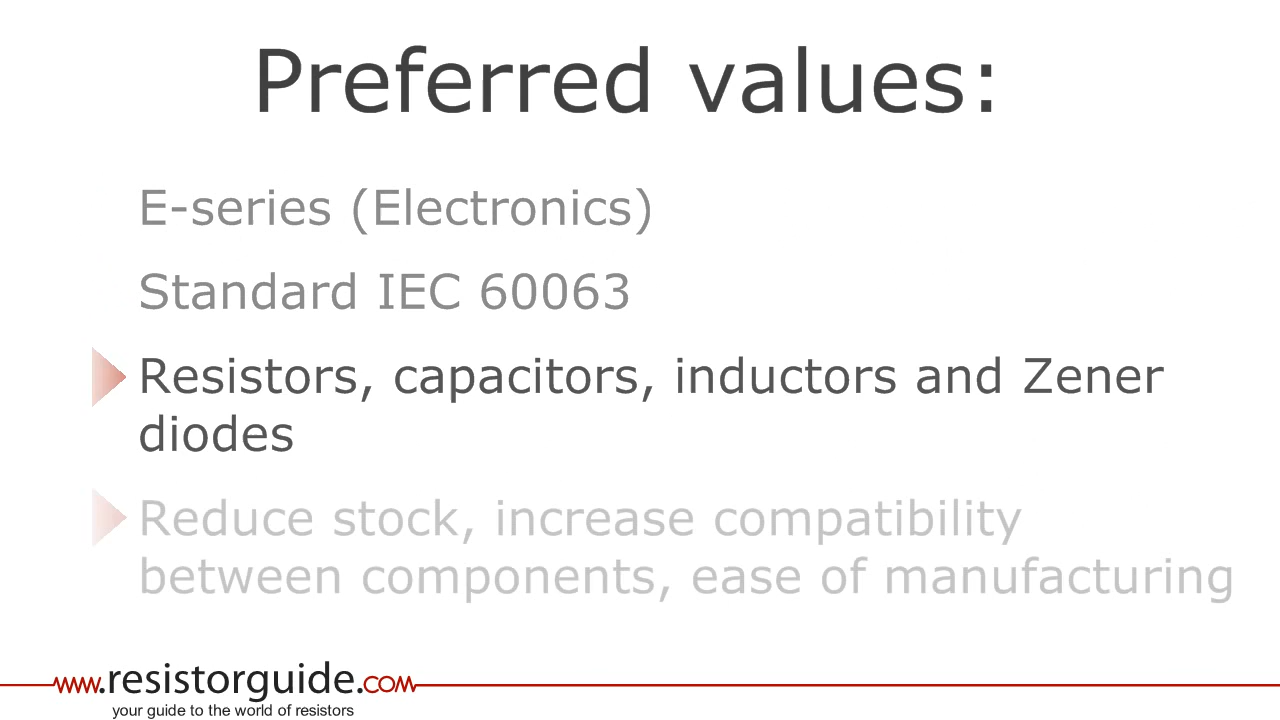 Preferred values:
E-series (Electronics)
Standard IEC 60063
Resistors, capacitors, inductors and Zener
diodes
Reduce stock, increase compatibility
between components, ease of manufacturing
www.resistorguide.com
your guide to the world of resistors